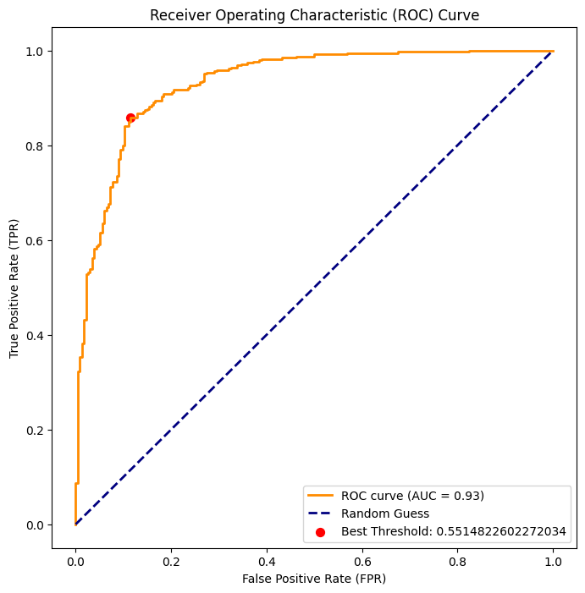 Receiver Operating Characteristic (ROC) Curve
1.0
0.8
0.6
0.4
0.2
0.0
True Positive Rate (TPR)
ROC curve (AUC = 0.93)
Random Guess
Best Threshold: 0.5514822602272034
0.0 0.2 0.4 0.6 0.8 1.0
False Positive Rate (FPR)